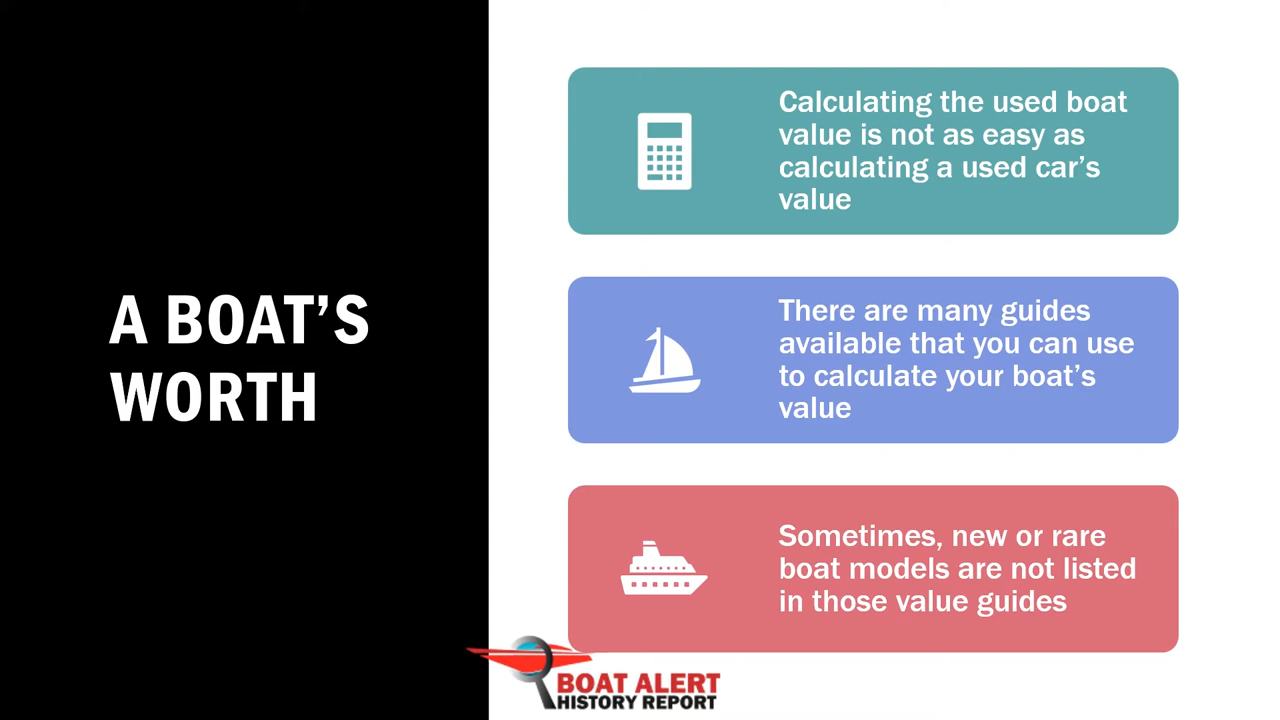 A BOAT’S
WORTH
Calculating the used boat
value is not as easy as
calculating a used car’s
value
There are many guides
available that you can use
to calculate your boat’s
value
Sometimes, new or rare
boat models are not listed
in those value guides
BOAT ALERT
HISTORY REPORT